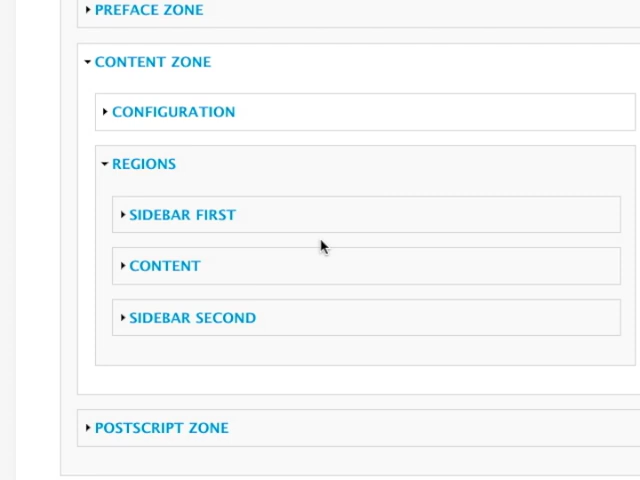 PREFACE ZONE
CONTENT ZONE
CONFIGURATION
REGIONS
SIDEBAR FIRST
CONTENT
SIDEBAR SECOND
POSTSCRIPT ZONE